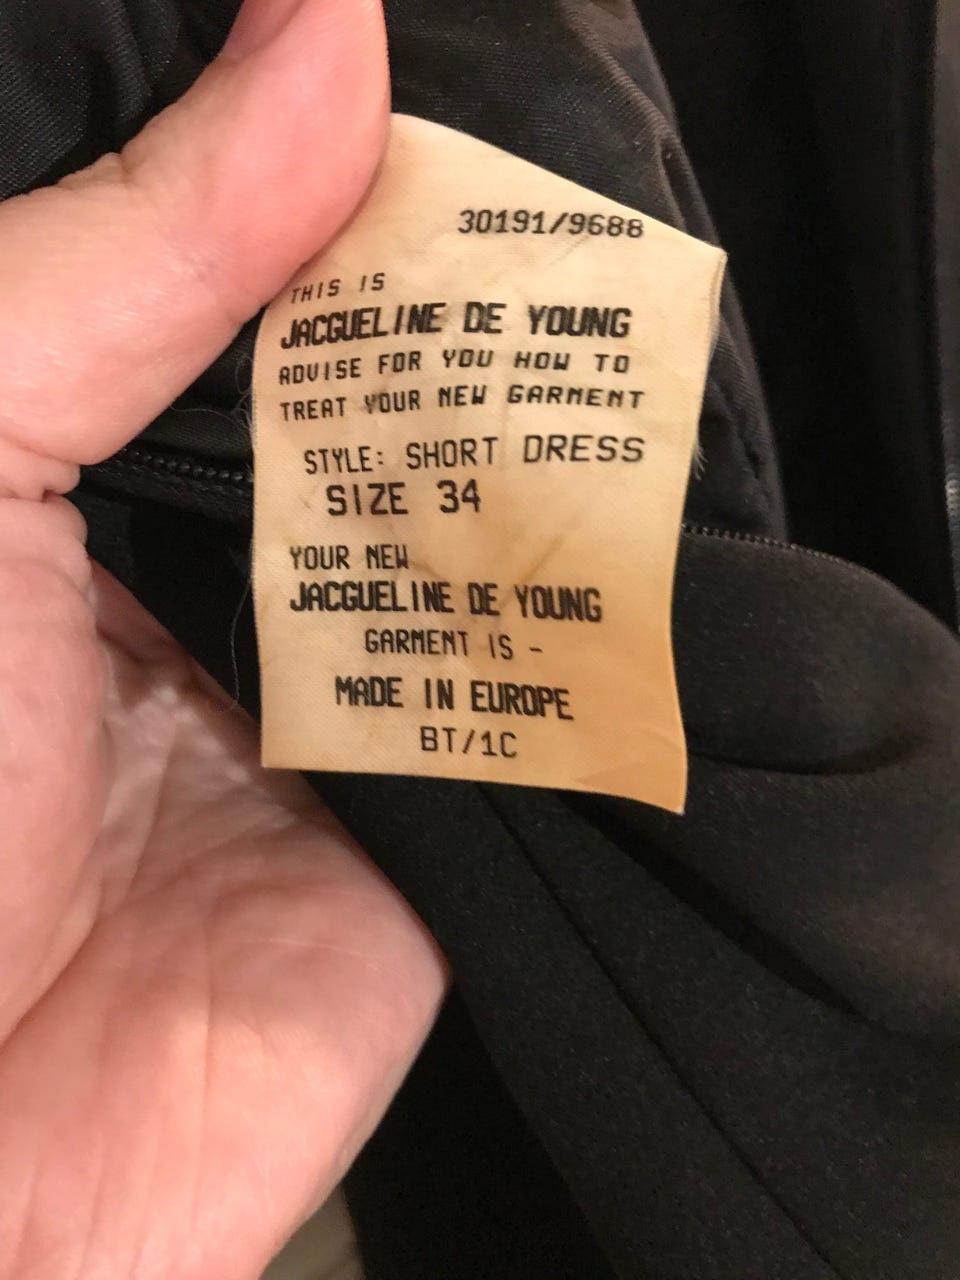 30191/9688
THIS IS
JACGUELINE DE YOUNG
ADVISE FOR YOU HOW TO
TREAT YOUR NEW GARMENT
STYLE: SHORT DRESS
SIZE 34
YOUR NEW
JACGUELINE DE YOUNG
GARMENT IS -
MADE IN EUROPE
BT/1C